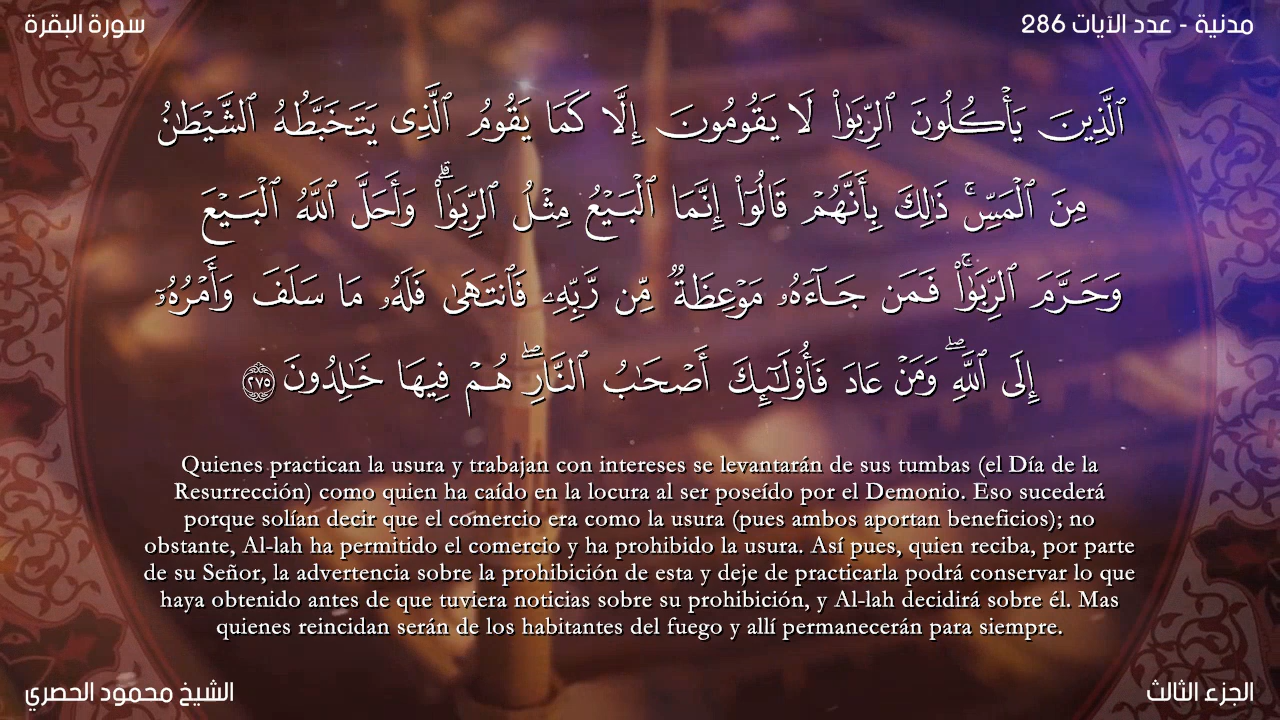 سورة البقرة
مدنية - عدد الآيات 286
ٱلَّذِينَ يَأْكُلُونَ ٱلرِّبَوٰا۟ لَا يَقُومُونَ إِلَّا كَمَا يَقُومُ ٱلَّذِى يَتَخَبَّطُهُ ٱلشَّيْطَـٰنُ
مِنَ ٱلْمَسِّ ۚ ذَٰلِكَ بِأَنَّهُمْ قَالُوٓا۟ إِنَّمَا ٱلْبَيْعُ مِثْلُ ٱلرِّبَوٰا۟ ۗ وَأَحَلَّ ٱللَّهُ ٱلْبَيْعَ
وَحَرَّمَ ٱلرِّبَوٰا۟ ۚ فَمَن جَآءَهُۥ مَوْعِظَةٌ مِّن رَّبِّهِۦ فَٱنتَهَىٰ فَلَهُۥ مَا سَلَفَ وَأَمْرُهُۥٓ
إِلَى ٱللَّهِ ۖ وَمَنْ عَادَ فَأُو۟لَـٰٓئِكَ أَصْحَـٰبُ ٱلنَّارِ ۖ هُمْ فِيهَا خَـٰلِدُونَ ٢٧٥
Quienes practican la usura y trabajan con intereses se levantarán de sus tumbas (el Día de la
Resurrección) como quien ha caído en la locura al ser poseído por el Demonio. Eso sucederá
porque solían decir que el comercio era como la usura (pues ambos aportan beneficios); no
obstante, Al-lah ha permitido el comercio y ha prohibido la usura. Así pues, quien reciba, por parte
de su Señor, la advertencia sobre la prohibición de esta y deje de practicarla podrá conservar lo que
haya obtenido antes de que tuviera noticias sobre su prohibición, y Al-lah decidirá sobre él. Mas
quienes reincidan serán de los habitantes del fuego y allí permanecerán para siempre.
الشيخ محمود الحصري
الجزء الثالث